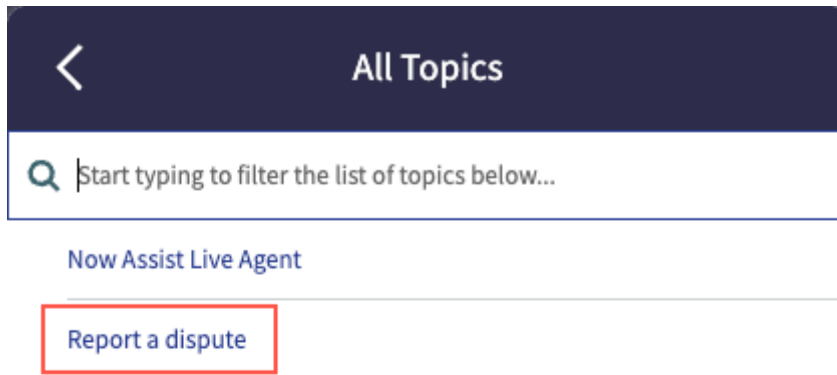 All Topics
Start typing to filter the list of topics below...
Now Assist Live Agent
Report a dispute